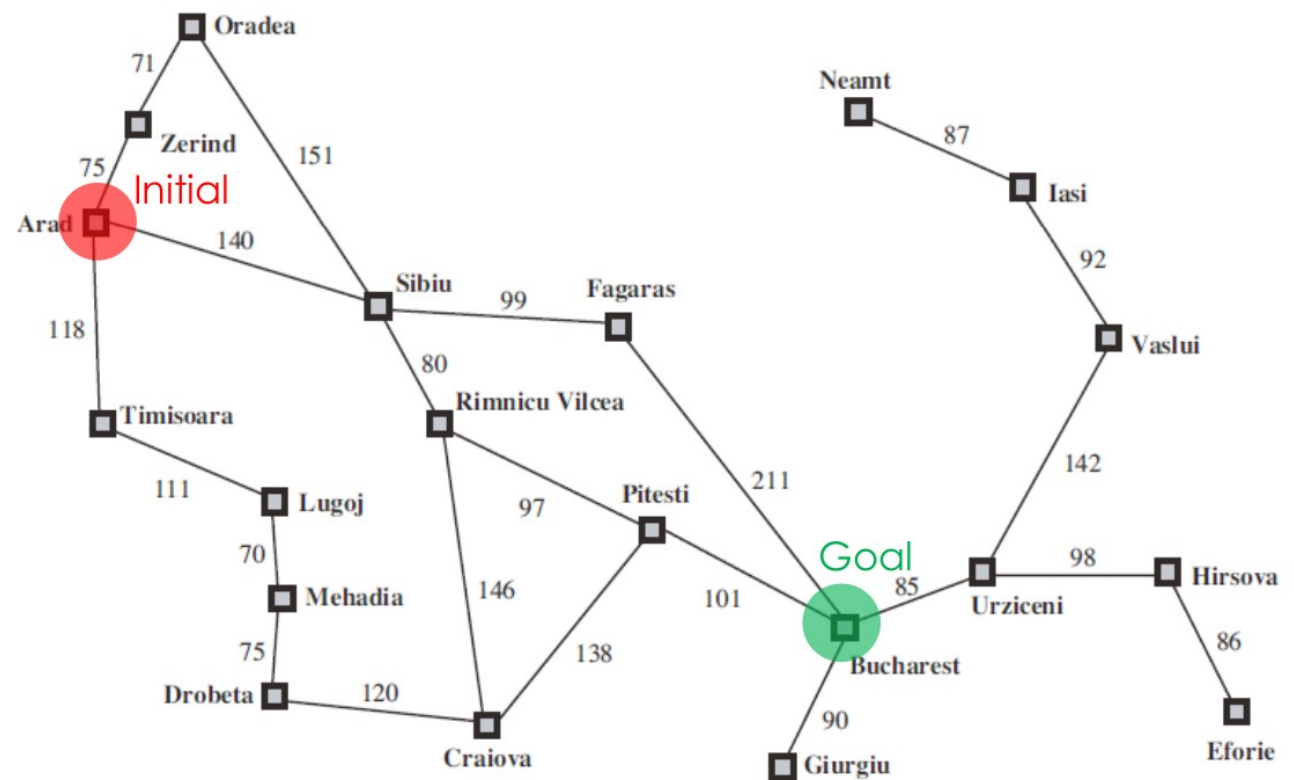 Oradea
71
Neamt
87
Zerind
151
75
Initial
Iasi
Arad
140
92
Sibiu
Fagaras
99
118
Vaslui
80
Timisoara
Rimnicu Vilcea
142
211
111
Lugoj
97
Pitesti
70
Goal
98
Hirsova
Mehadia
146
101
85
Urziceni
86
75
138
Bucharest
Drobeta
120
90
Craiova
Giurgiu
Eforie